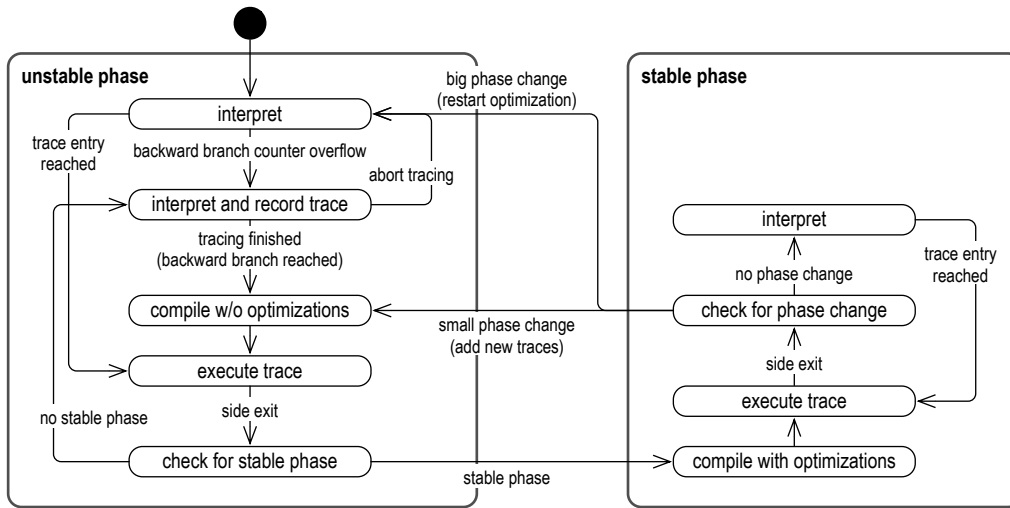 unstable phase
interpret
trace entry
reached
backward branch counter overflow
abort tracing
interpret and record trace
tracing finished
(backward branch reached)
compile w/o optimizations
execute trace
side exit
no stable phase
check for stable phase
big phase change
(restart optimization)
small phase change
(add new traces)
stable phase
stable phase
interpret
trace entry
reached
no phase change
check for phase change
side exit
execute trace
compile with optimizations